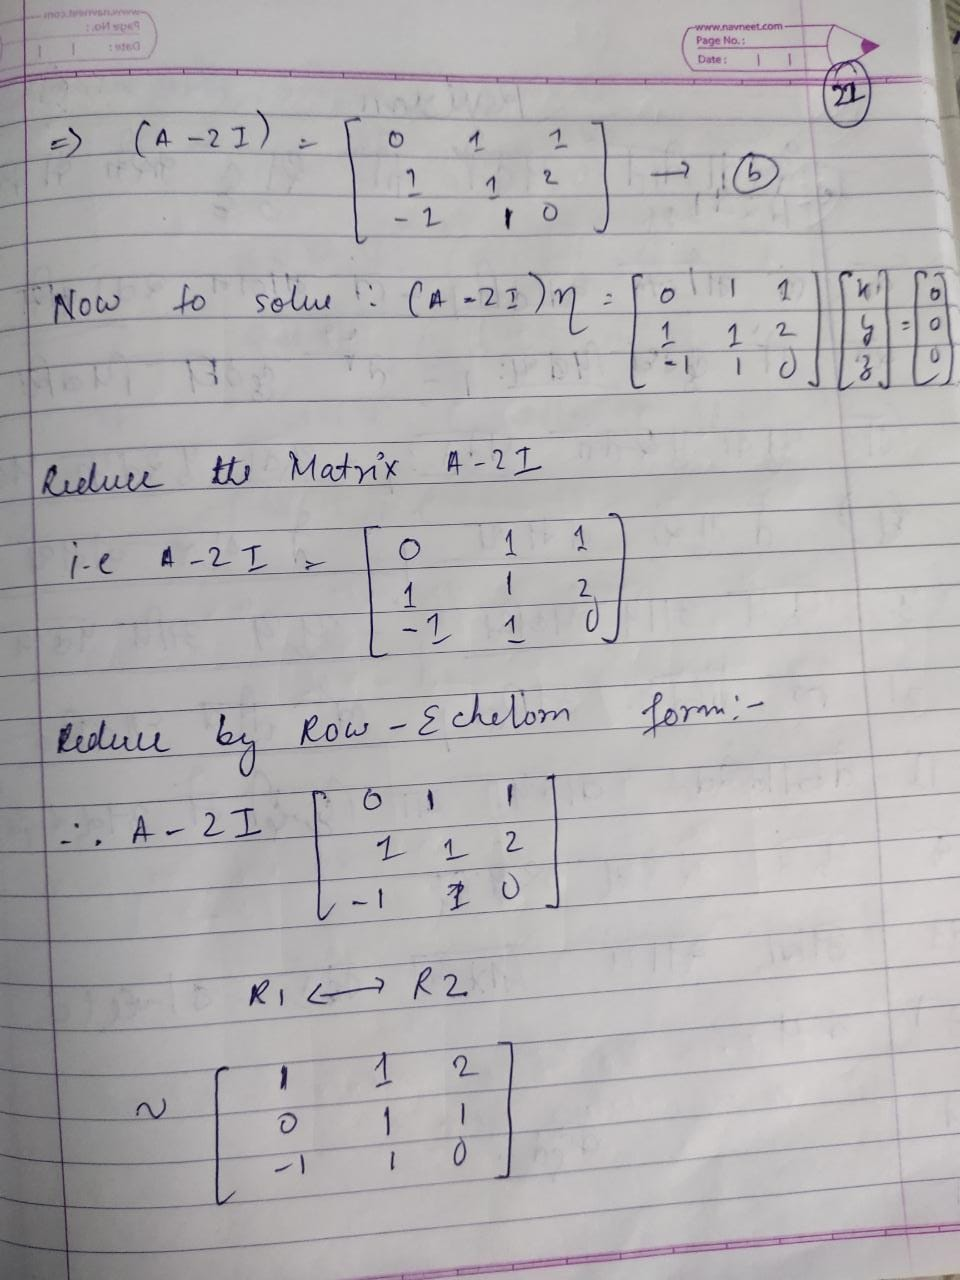 www.navneet.com
Page No.:
Date:
21
=> (A - 2I) = [ 0 1 1
1 1 2 → (b)
-1 1 0 ]
Now to solve : (A - 2I)η = [ 0 1 1 [ x [ 0
1 1 2 y = 0
-1 1 0 ] z ] 0 ]
Reduce the Matrix A - 2I
i.e A - 2I = [ 0 1 1
1 1 2
-1 1 0 ]
Reduce by Row - Echelom form:-
∴ A - 2I [ 0 1 1
1 1 2
-1 1 0 ]
R1 ↔ R2
~ [ 1 1 2
0 1 1
-1 1 0 ]